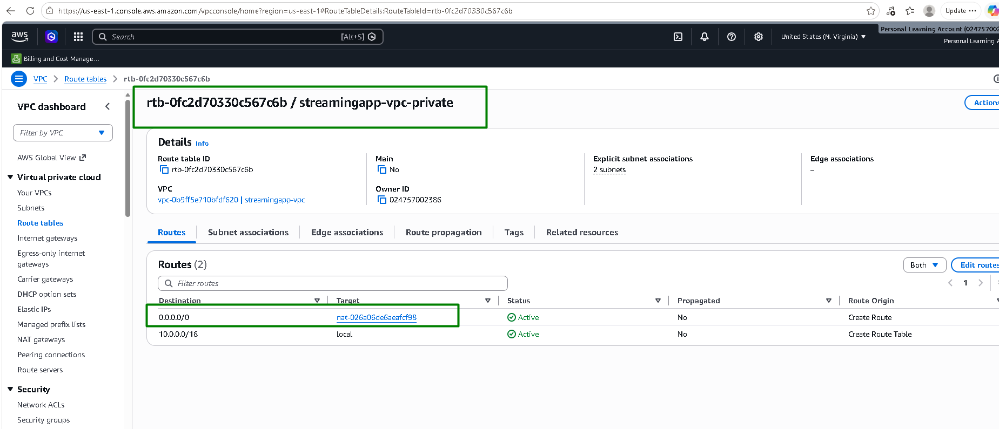 https://us-east-1.console.aws.amazon.com/vpcconsole/home?region=us-east-1#RouteTableDetails:RouteTableId=rtb-0fc2d70330c567c6b
Update
aws
Search [Alt+S]
United States (N. Virginia)
Personal Learning Account (024757002
Personal Learning A
Billing and Cost Manage...
VPC > Route tables > rtb-0fc2d70330c567c6b
VPC dashboard
Filter by VPC
AWS Global View
Virtual private cloud
Your VPCs
Subnets
Route tables
Internet gateways
Egress-only internet
gateways
Carrier gateways
DHCP option sets
Elastic IPs
Managed prefix lists
NAT gateways
Peering connections
Route servers
Security
Network ACLs
Security groups
rtb-0fc2d70330c567c6b / streamingapp-vpc-private
Actions
Details Info
Route table ID
rtb-0fc2d70330c567c6b
Main
No
Explicit subnet associations
2 subnets
Edge associations
–
VPC
vpc-0b9ff5e710bfdf620 | streamingapp-vpc
Owner ID
024757002386
Routes Subnet associations Edge associations Route propagation Tags Related resources
Routes (2)
Both
Edit routes
Filter routes
1
Destination Target Status Propagated Route Origin
0.0.0.0/0 nat-026a06de6aeafcf98 Active No Create Route
10.0.0.0/16 local Active No Create Route Table